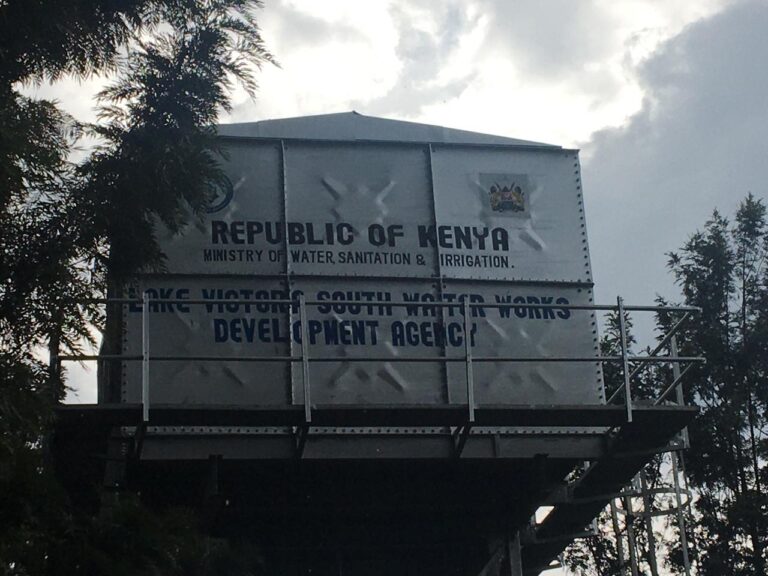 REPUBLIC OF KENYA
MINISTRY OF WATER, SANITATION & IRRIGATION.
LAKE VICTORIA SOUTH WATER WORKS
DEVELOPMENT AGENCY